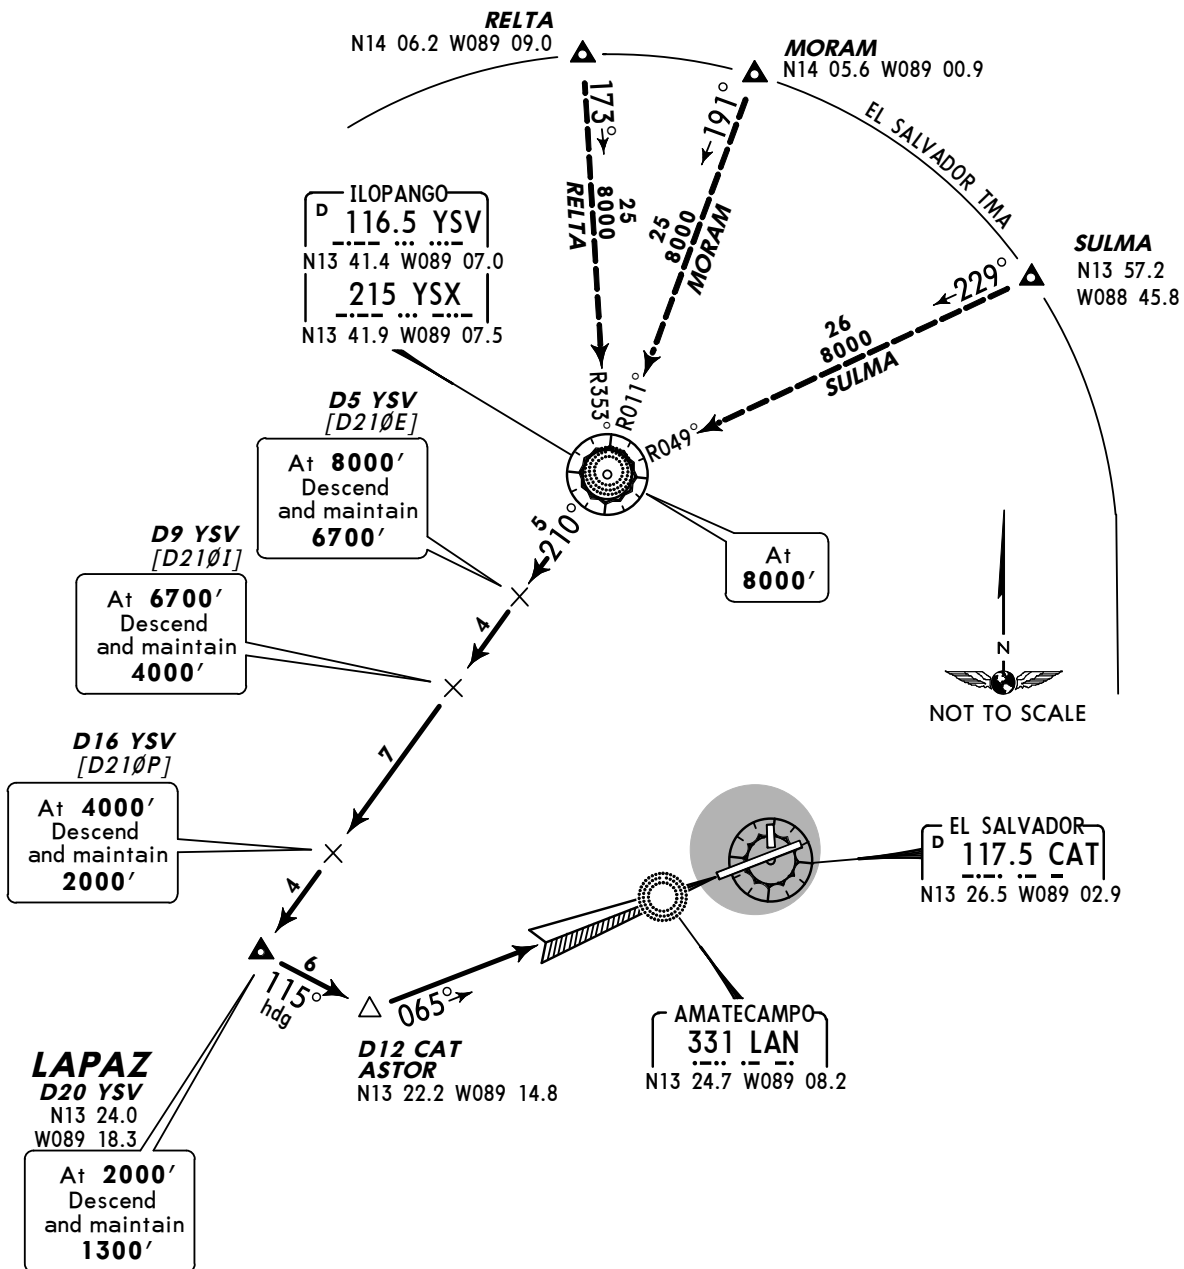 RELTA
N14 06.2 W089 09.0
MORAM
N14 05.6 W089 00.9
EL SALVADOR TMA
SULMA
N13 57.2
W088 45.8
173°
25
8000
RELTA
R353°
191°
25
8000
MORAM
R011°
229°
26
8000
SULMA
R049°
ILOPANGO
D 116.5 YSV
N13 41.4 W089 07.0
215 YSX
N13 41.9 W089 07.5
At
8000'
5
210°
D5 YSV
[D21ØE]
At 8000'
Descend
and maintain
6700'
4
D9 YSV
[D21ØI]
At 6700'
Descend
and maintain
4000'
7
D16 YSV
[D21ØP]
At 4000'
Descend
and maintain
2000'
4
N
NOT TO SCALE
EL SALVADOR
D 117.5 CAT
N13 26.5 W089 02.9
6
115°
hdg
065°
D12 CAT
ASTOR
N13 22.2 W089 14.8
AMATECAMPO
331 LAN
N13 24.7 W089 08.2
LAPAZ
D20 YSV
N13 24.0
W089 18.3
At 2000'
Descend
and maintain
1300'